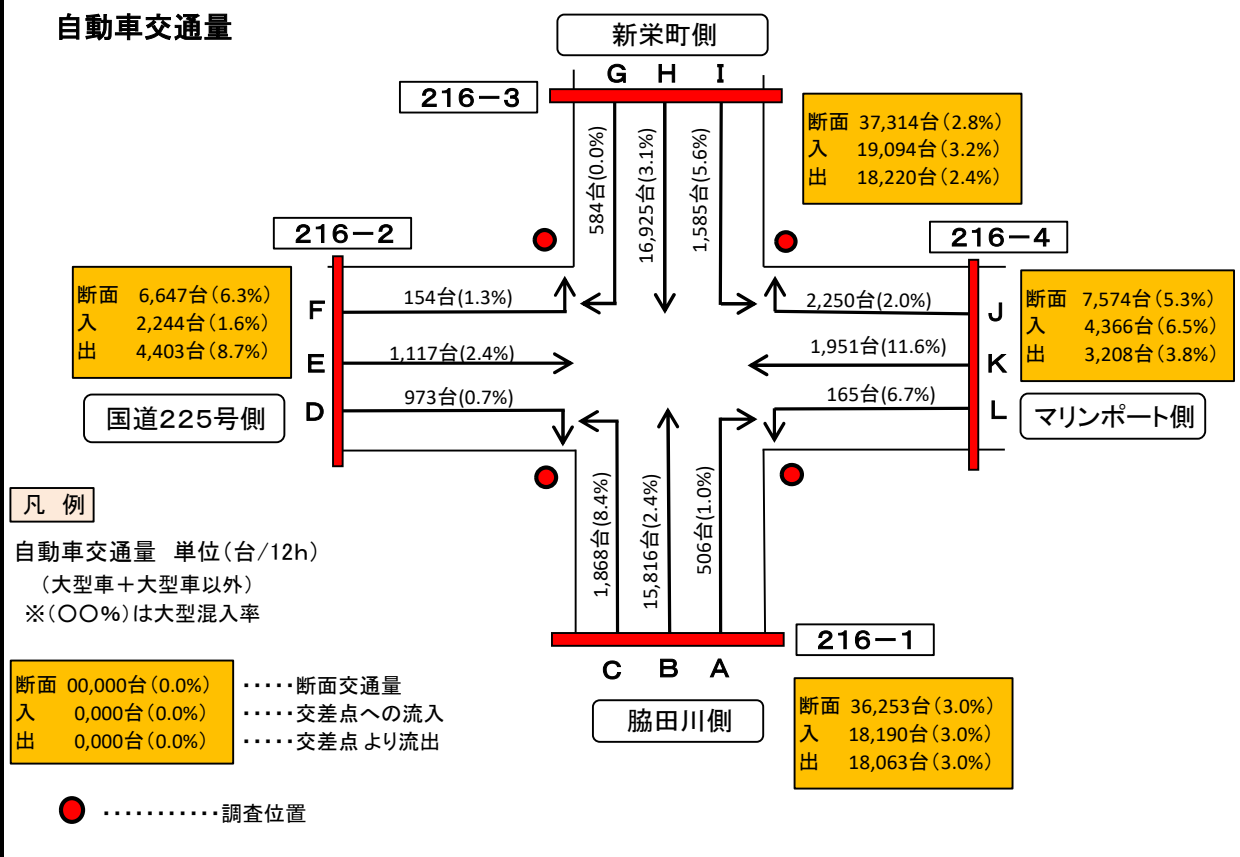 自動車交通量
新栄町側
G H I
216-3
断面 37,314台(2.8%)
入 19,094台(3.2%)
出 18,220台(2.4%)
584台(0.0%)
16,925台(3.1%)
1,585台(5.6%)
216-2
216-4
断面 6,647台(6.3%)
入 2,244台(1.6%)
出 4,403台(8.7%)
F
154台(1.3%)
E
1,117台(2.4%)
D
973台(0.7%)
国道225号側
2,250台(2.0%)
J
1,951台(11.6%)
K
165台(6.7%)
L
断面 7,574台(5.3%)
入 4,366台(6.5%)
出 3,208台(3.8%)
マリンポート側
1,868台(8.4%)
15,816台(2.4%)
506台(1.0%)
C B A
216-1
脇田川側
断面 36,253台(3.0%)
入 18,190台(3.0%)
出 18,063台(3.0%)
凡 例
自動車交通量 単位(台/12h)
(大型車+大型車以外)
※(〇〇%)は大型混入率
断面 00,000台(0.0%) ・・・・・断面交通量
入 0,000台(0.0%) ・・・・・交差点への流入
出 0,000台(0.0%) ・・・・・交差点より流出
・・・・・・・・・・・調査位置